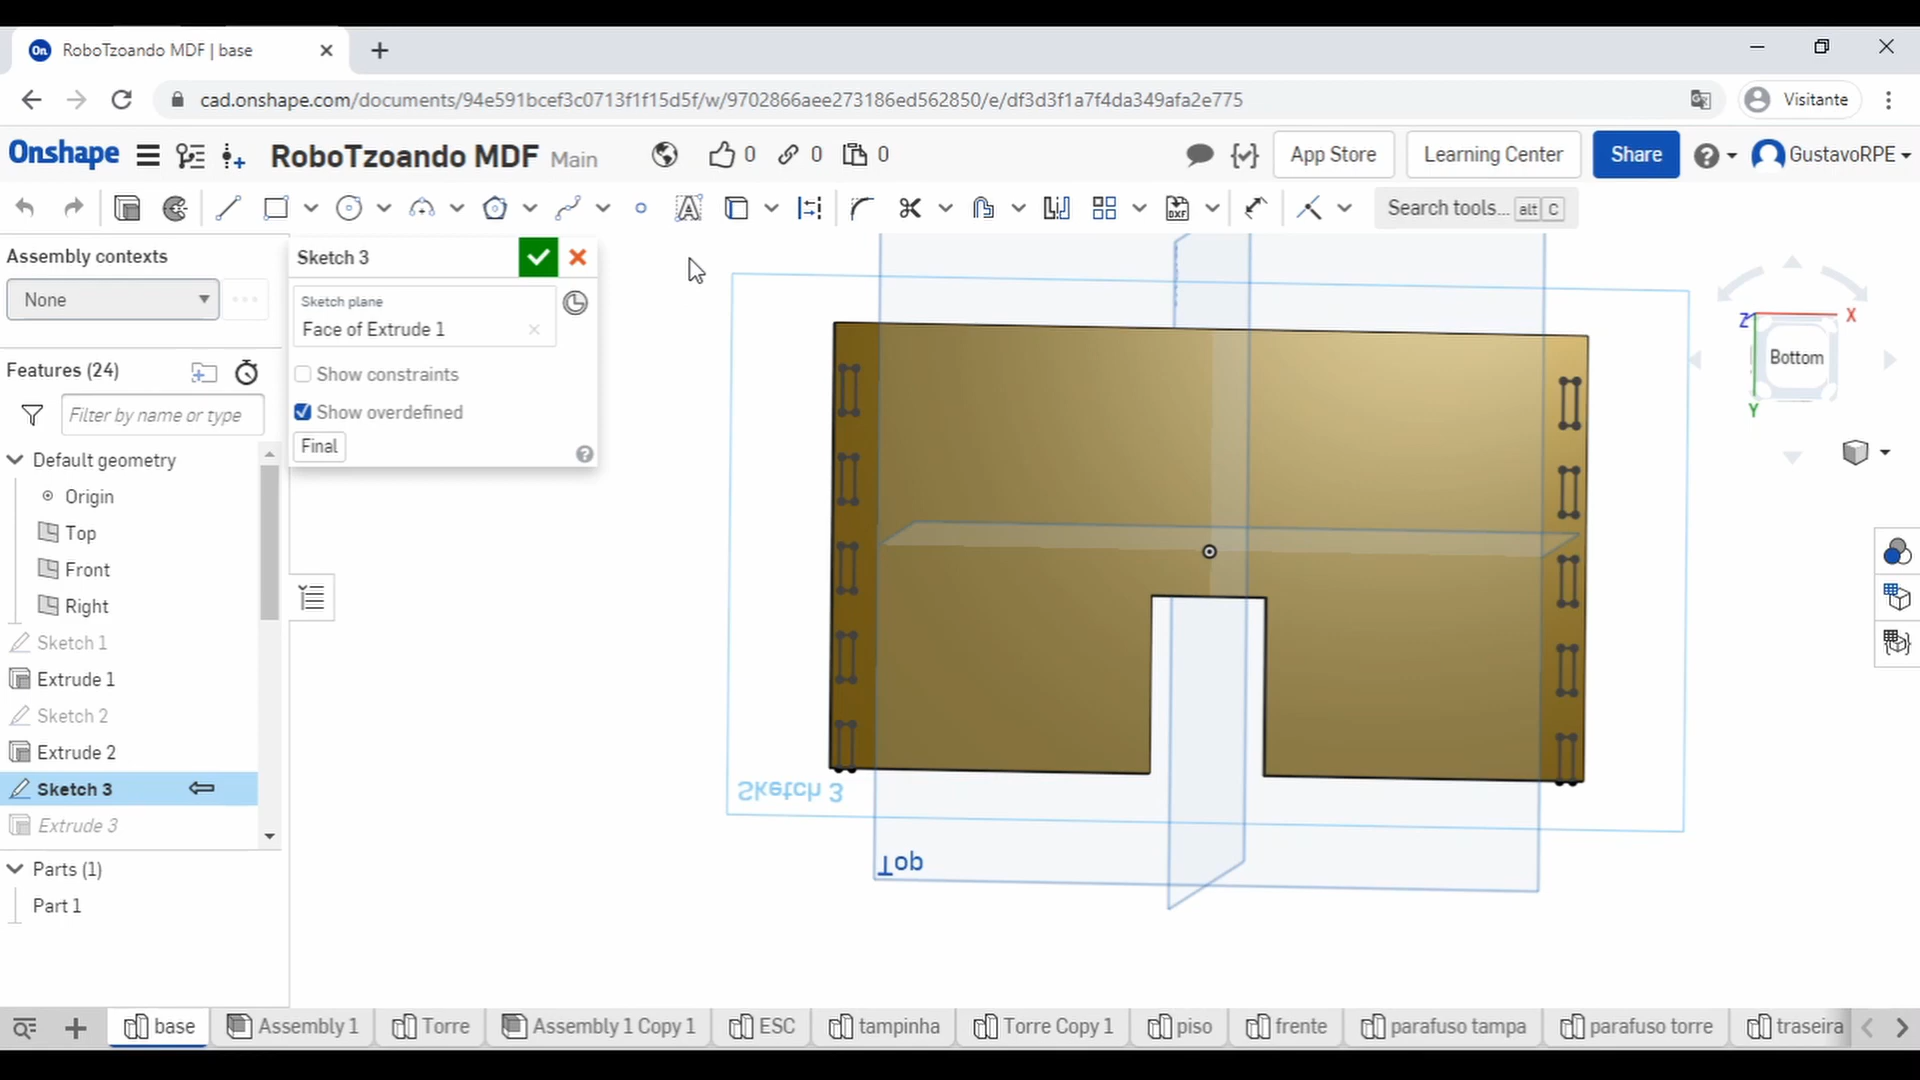 On RoboTzoando MDF | base
cad.onshape.com/documents/94e591bcef3c0713f1f15d5f/w/9702866aee273186ed562850/e/df3d3f1a7f4da349afa2e775
Visitante
Onshape RoboTzoando MDF Main 0 0 0 App Store Learning Center Share GustavoRPE
Search tools... alt C
Assembly contexts
None
Features (24)
Filter by name or type
Default geometry
Origin
Top
Front
Right
Sketch 1
Extrude 1
Sketch 2
Extrude 2
Sketch 3
Extrude 3
Parts (1)
Part 1
Sketch 3
Sketch plane
Face of Extrude 1
Show constraints
Show overdefined
Final
Sketch 3
Top
Z X
Bottom
Y
base Assembly 1 Torre Assembly 1 Copy 1 ESC tampinha Torre Copy 1 piso frente parafuso tampa parafuso torre traseira